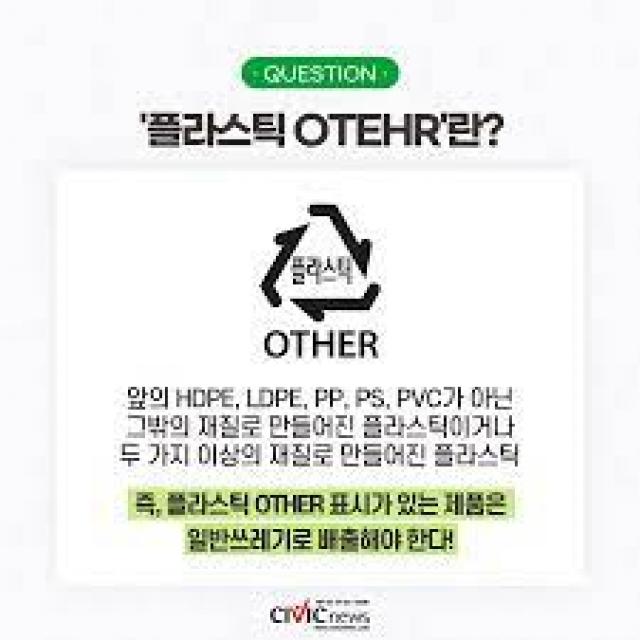 · QUESTION ·
'플라스틱 OTEHR'란?
플라스틱
OTHER
앞의 HDPE, LDPE, PP, PS, PVC가 아닌
그밖의 재질로 만들어진 플라스틱이거나
두 가지 이상의 재질로 만들어진 플라스틱
즉, 플라스틱 OTHER 표시가 있는 제품은
일반쓰레기로 배출해야 한다!
CIVICnews